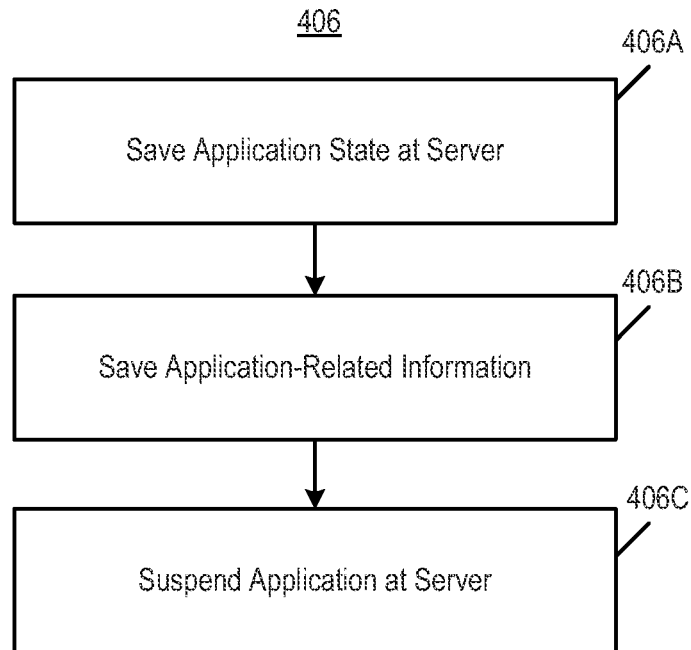 406
406A
Save Application State at Server
406B
Save Application-Related Information
406C
Suspend Application at Server